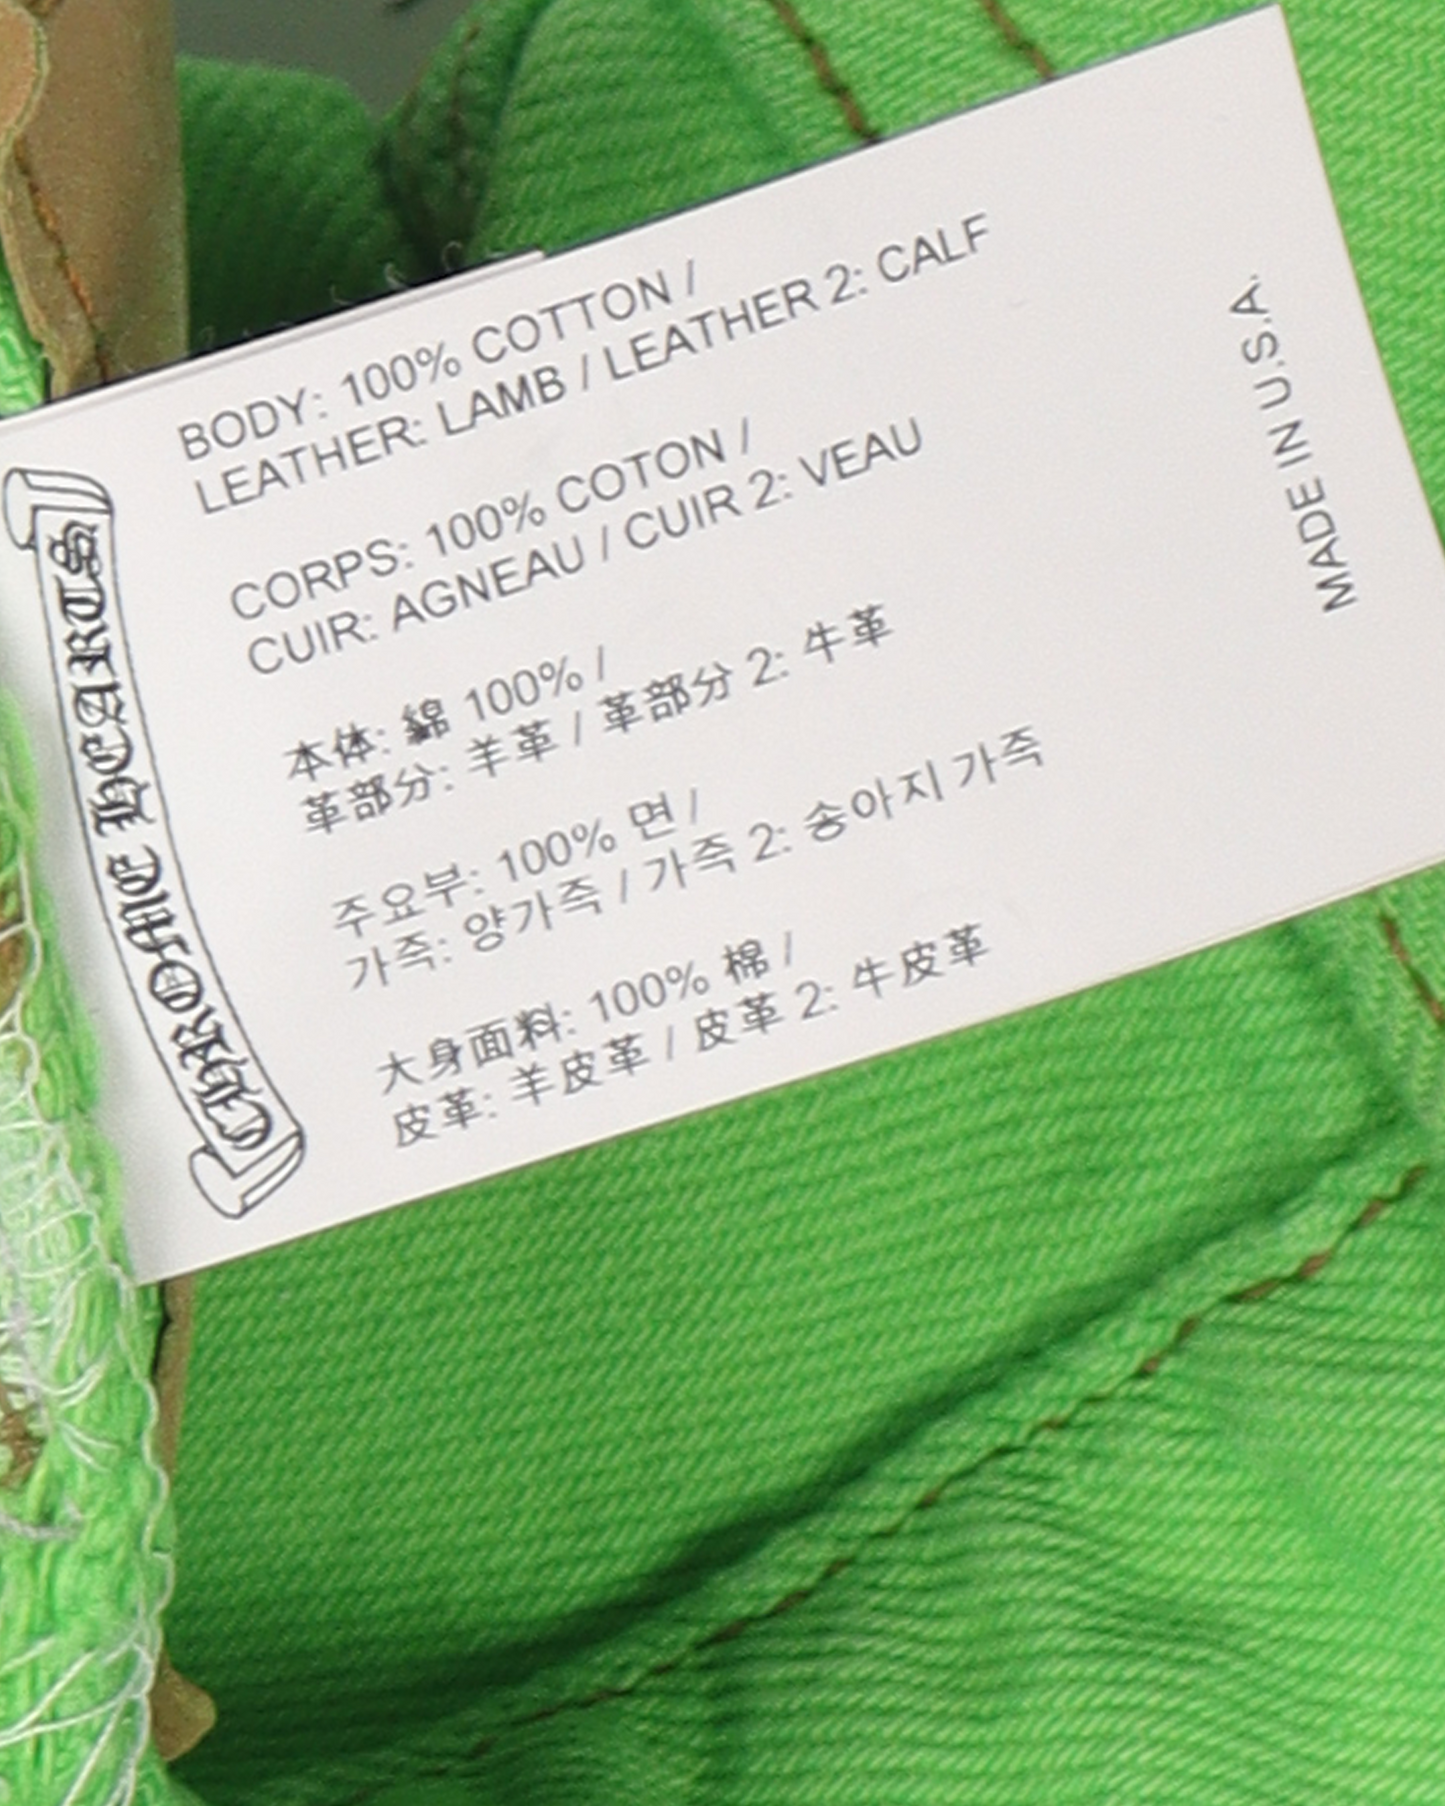 BODY: 100% COTTON /
LEATHER: LAMB / LEATHER 2: CALF
CORPS: 100% COTON /
CUIR: AGNEAU / CUIR 2: VEAU
本体: 綿 100% /
革部分: 羊革 / 革部分 2: 牛革
주요부: 100% 면 /
가죽: 양가죽 / 가죽 2: 송아지 가죽
大身面料: 100% 棉 /
皮革: 羊皮革 / 皮革 2: 牛皮革
CHROME HEARTS
MADE IN U.S.A.